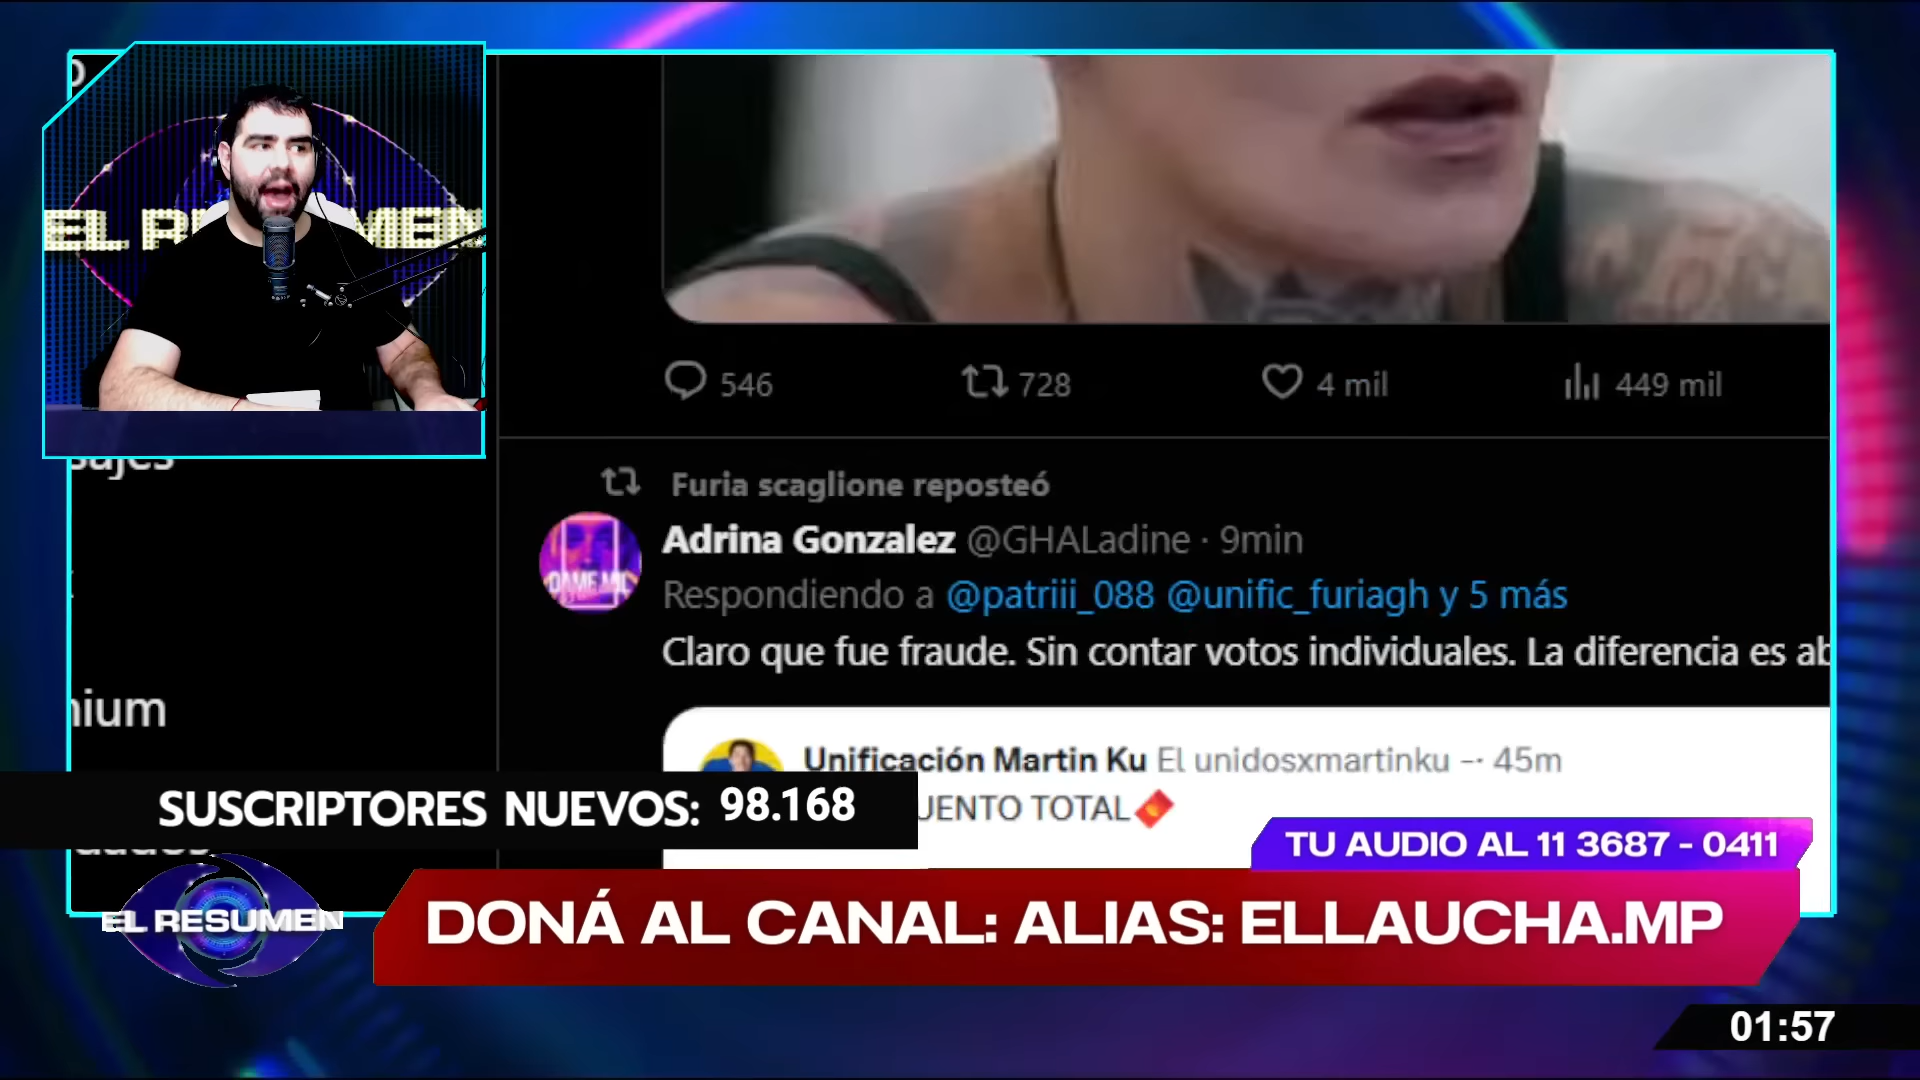 EL RESUMEN
546
728
4 mil
449 mil
sajes
Furia scaglione reposteó
Adrina Gonzalez @GHALadine · 9min
Respondiendo a @patriii_088 @unific_furiagh y 5 más
Claro que fue fraude. Sin contar votos individuales. La diferencia es ab
nium
Unificación Martin Ku El unidosxmartinku -· 45m
UENTO TOTAL
SUSCRIPTORES NUEVOS: 98.168
TU AUDIO AL 11 3687 - 0411
EL RESUMEN
DONÁ AL CANAL: ALIAS: ELLAUCHA.MP
01:57